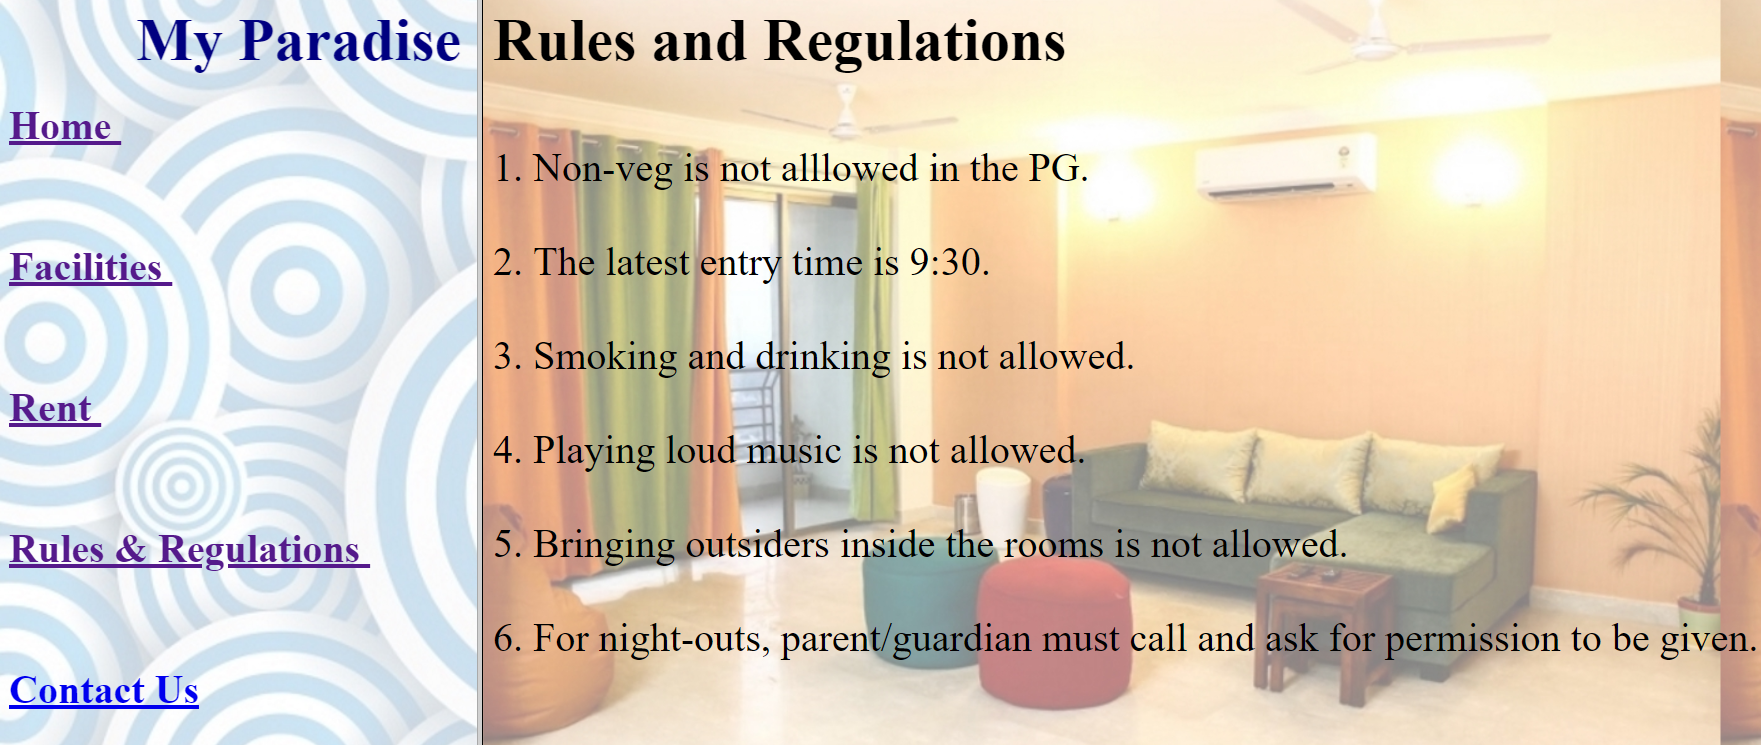 My Paradise
Home
Facilities
Rent
Rules & Regulations
Contact Us
Rules and Regulations
1. Non-veg is not alllowed in the PG.
2. The latest entry time is 9:30.
3. Smoking and drinking is not allowed.
4. Playing loud music is not allowed.
5. Bringing outsiders inside the rooms is not allowed.
6. For night-outs, parent/guardian must call and ask for permission to be given.